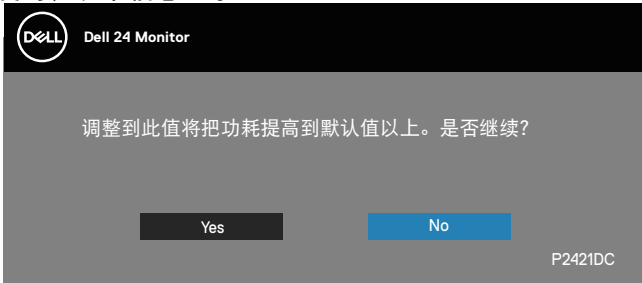 DELL
Dell 24 Monitor
调整到此值将把功耗提高到默认值以上。是否继续?
Yes
No
P2421DC